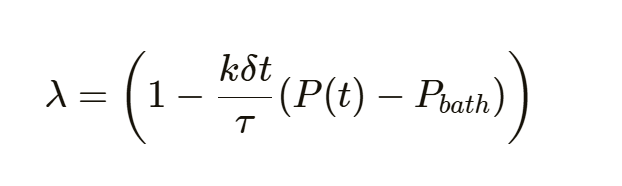 λ = (1 − kδt/τ (P(t) − P_bath))